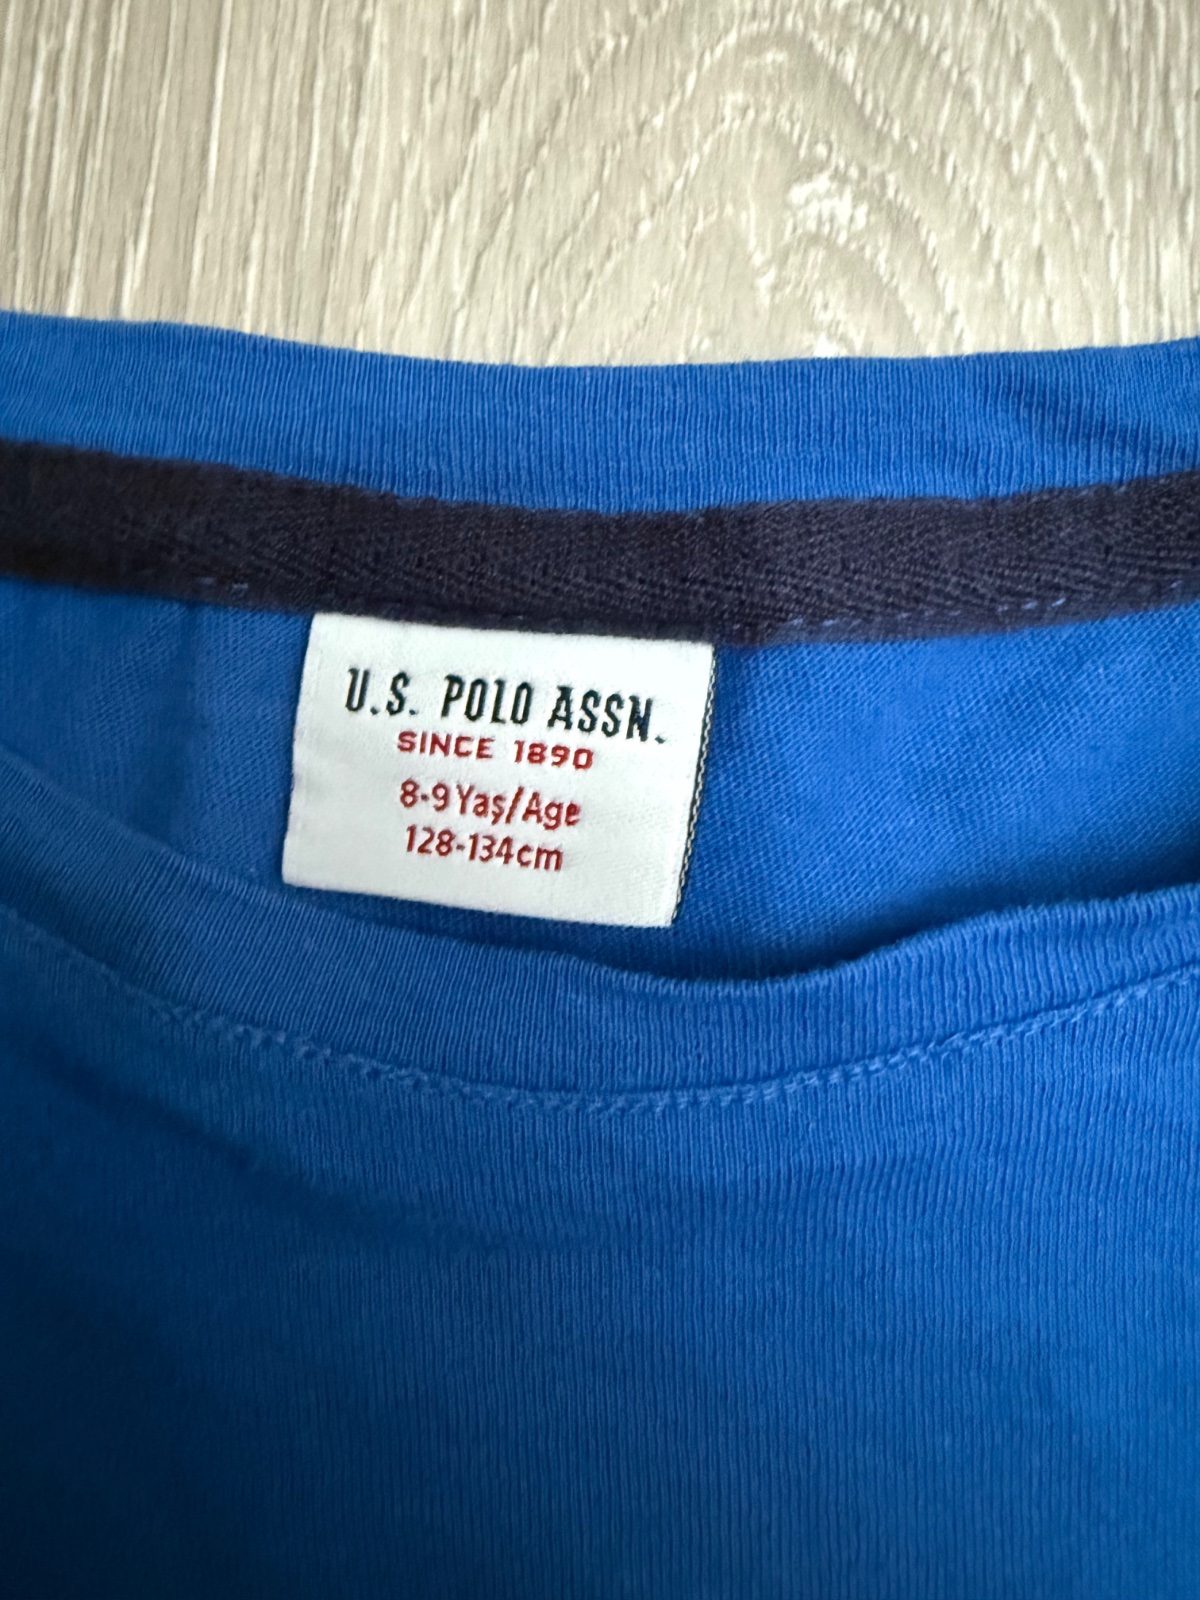 U.S. POLO ASSN.
SINCE 1890
8-9 Yaş/Age
128-134cm